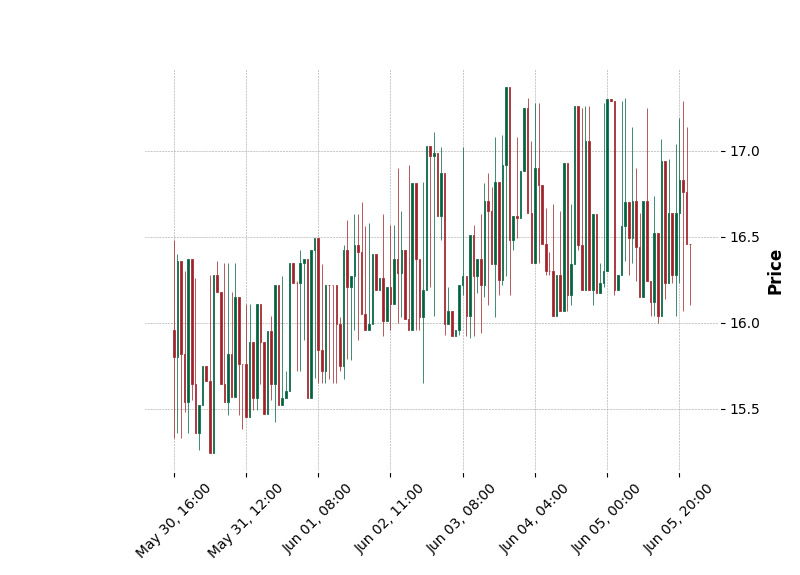 17.0
16.5
16.0
15.5
Price
May 30, 16:00
May 31, 12:00
Jun 01, 08:00
Jun 02, 11:00
Jun 03, 08:00
Jun 04, 04:00
Jun 05, 00:00
Jun 05, 20:00